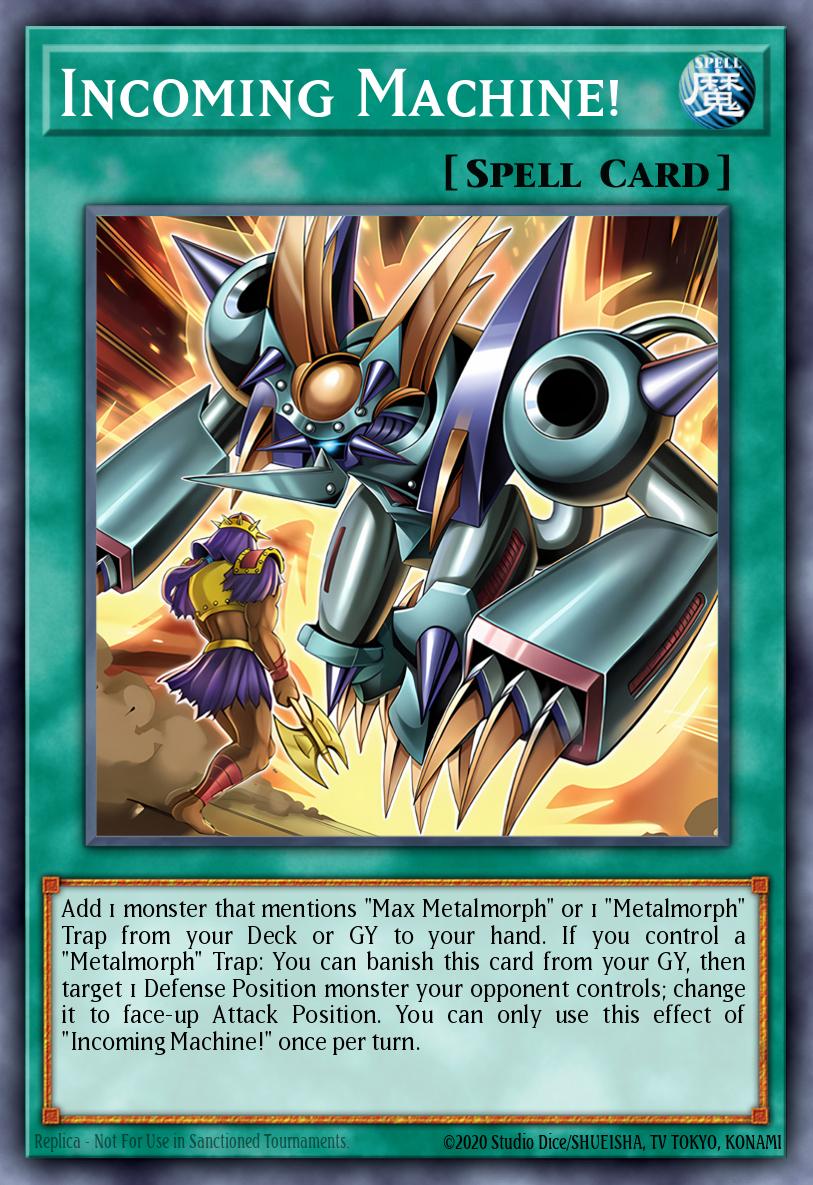 Incoming Machine!
SPELL
魔
[ Spell Card ]
Add 1 monster that mentions "Max Metalmorph" or 1 "Metalmorph"
Trap from your Deck or GY to your hand. If you control a
"Metalmorph" Trap: You can banish this card from your GY, then
target 1 Defense Position monster your opponent controls; change
it to face-up Attack Position. You can only use this effect of
"Incoming Machine!" once per turn.
Replica - Not For Use in Sanctioned Tournaments. ©2020 Studio Dice/SHUEISHA, TV TOKYO, KONAMI